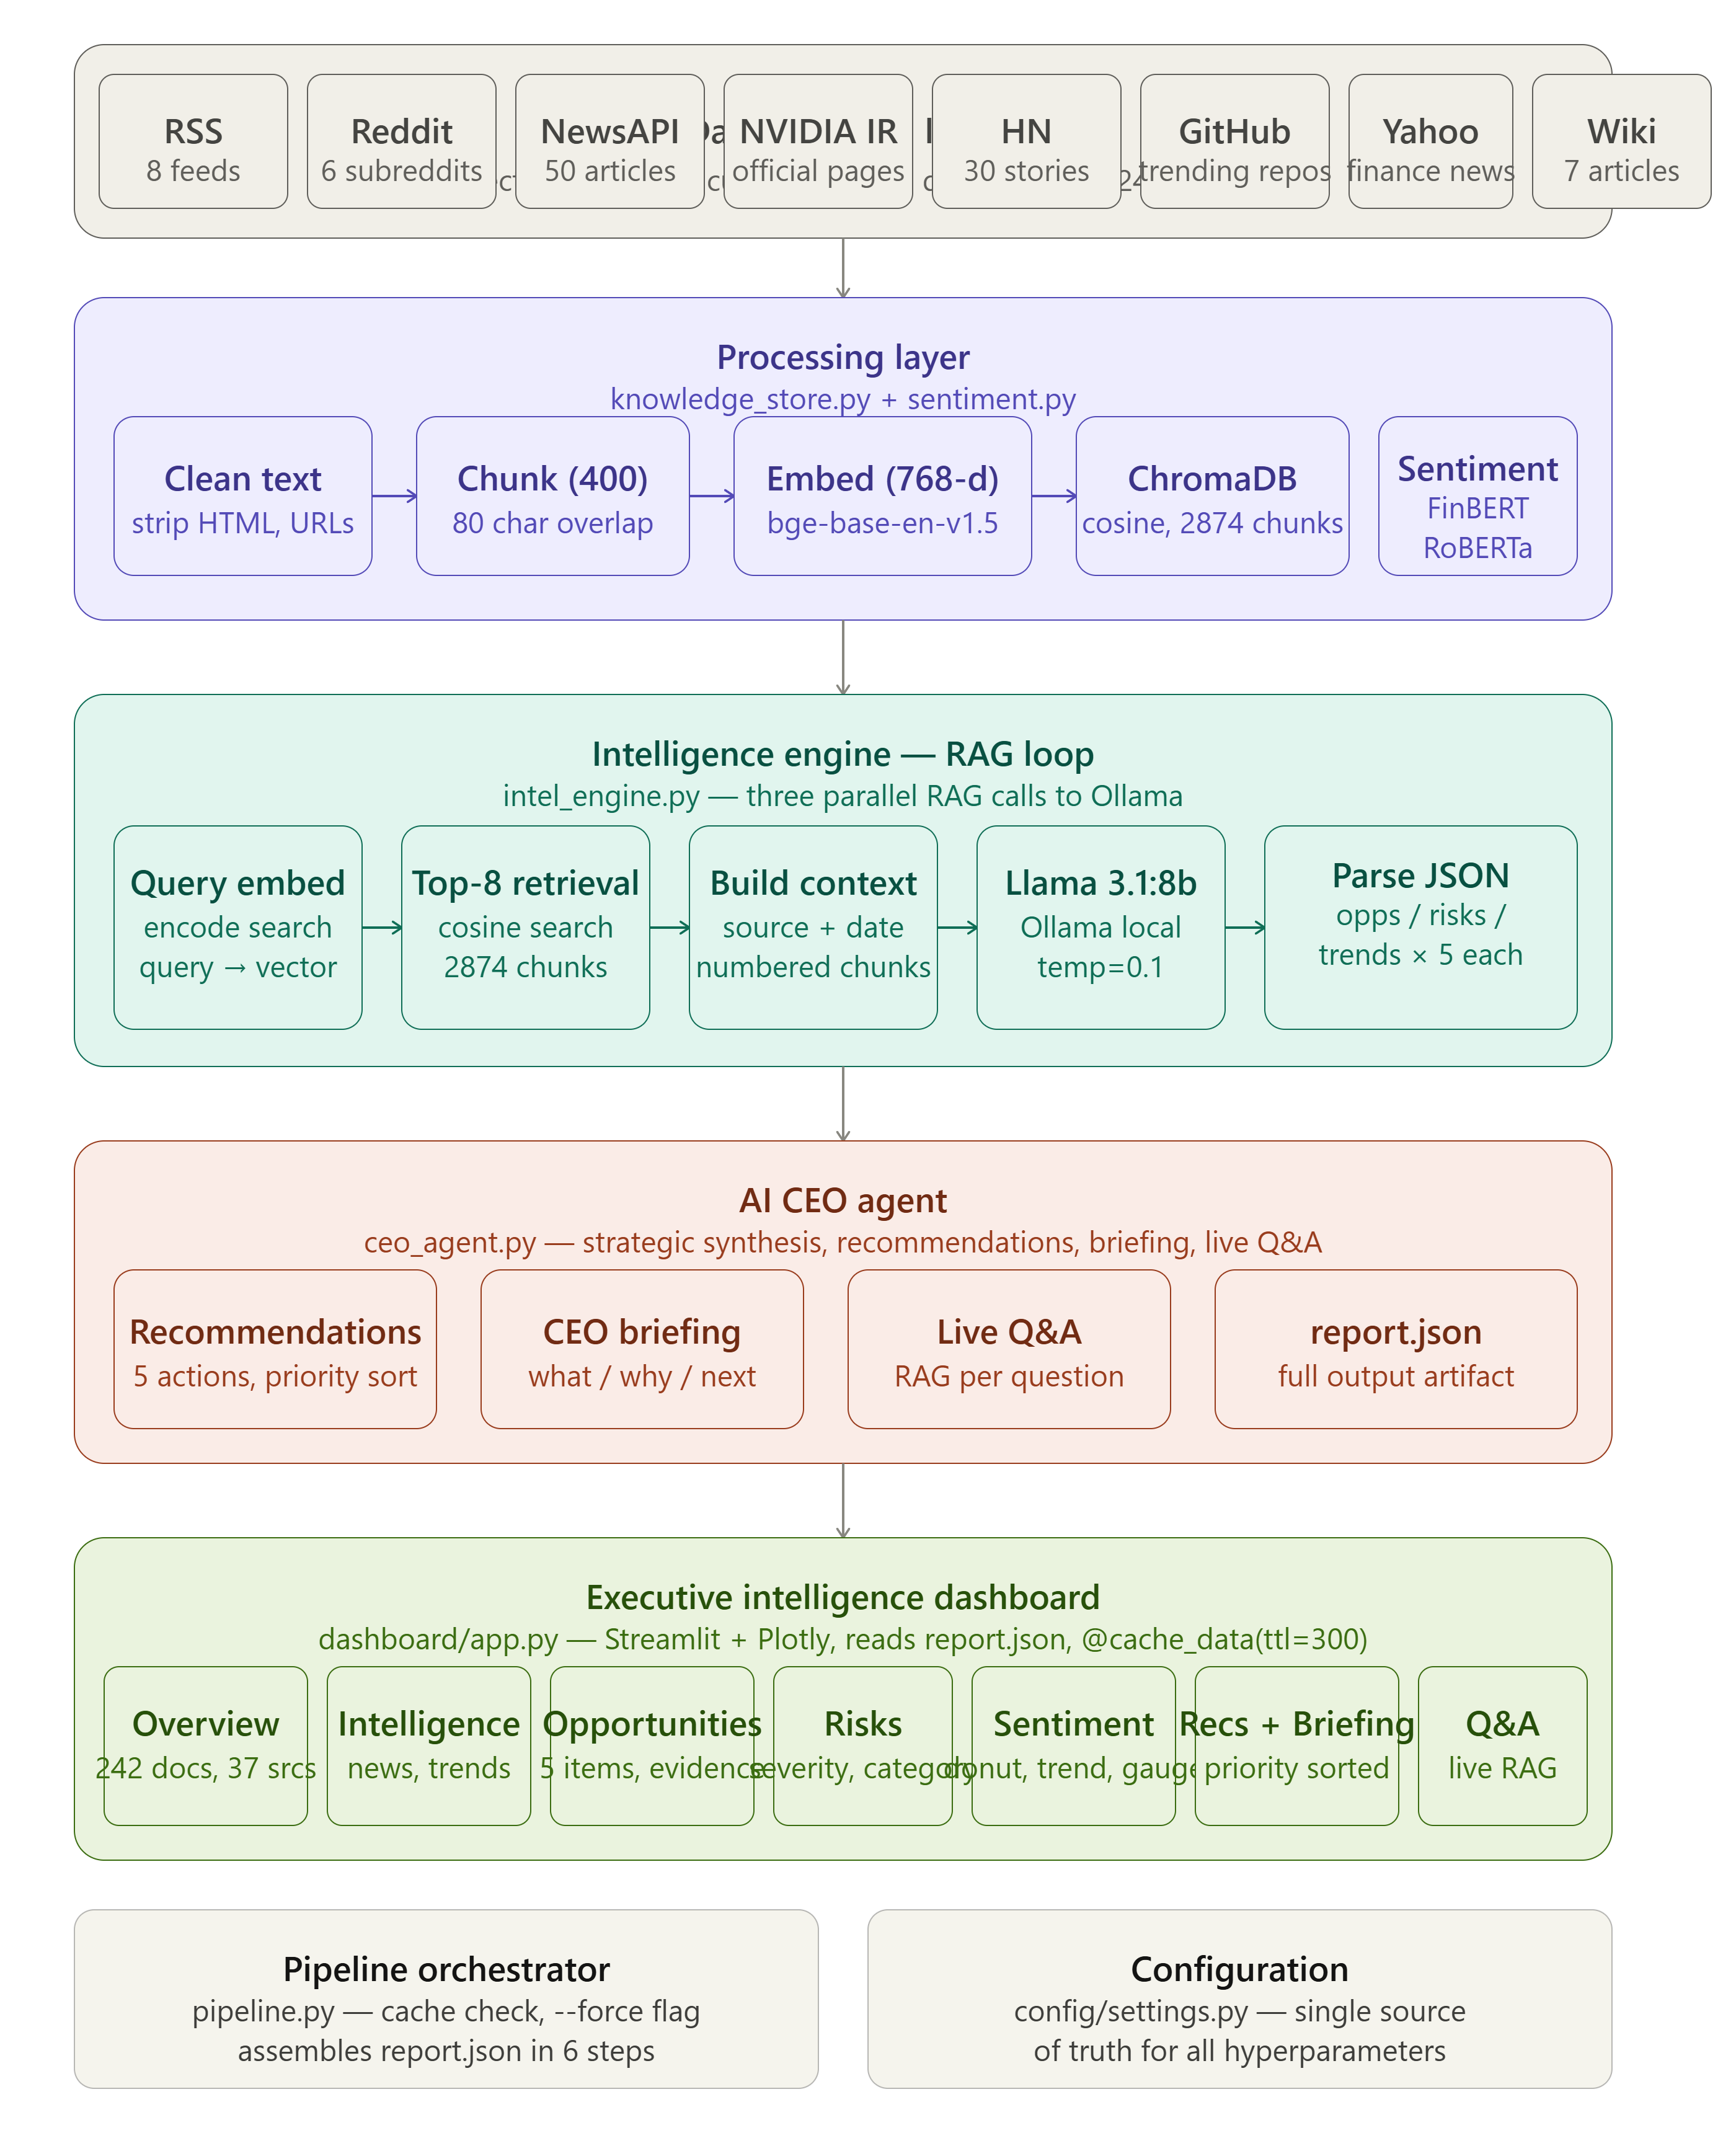 RSS
8 feeds
Reddit
6 subreddits
NewsAPI
50 articles
NVIDIA IR
official pages
HN
30 stories
GitHub
trending repos
Yahoo
finance news
Wiki
7 articles
Processing layer
knowledge_store.py + sentiment.py
Clean text
strip HTML, URLs
Chunk (400)
80 char overlap
Embed (768-d)
bge-base-en-v1.5
ChromaDB
cosine, 2874 chunks
Sentiment
FinBERT
RoBERTa
Intelligence engine — RAG loop
intel_engine.py — three parallel RAG calls to Ollama
Query embed
encode search
query → vector
Top-8 retrieval
cosine search
2874 chunks
Build context
source + date
numbered chunks
Llama 3.1:8b
Ollama local
temp=0.1
Parse JSON
opps / risks /
trends × 5 each
AI CEO agent
ceo_agent.py — strategic synthesis, recommendations, briefing, live Q&A
Recommendations
5 actions, priority sort
CEO briefing
what / why / next
Live Q&A
RAG per question
report.json
full output artifact
Executive intelligence dashboard
dashboard/app.py — Streamlit + Plotly, reads report.json, @cache_data(ttl=300)
Overview
242 docs, 37 srcs
Intelligence
news, trends
Opportunities
5 items, evidence
Risks
severity, category
Sentiment
donut, trend, gauge
Recs + Briefing
priority sorted
Q&A
live RAG
Pipeline orchestrator
pipeline.py — cache check, --force flag
assembles report.json in 6 steps
Configuration
config/settings.py — single source
of truth for all hyperparameters